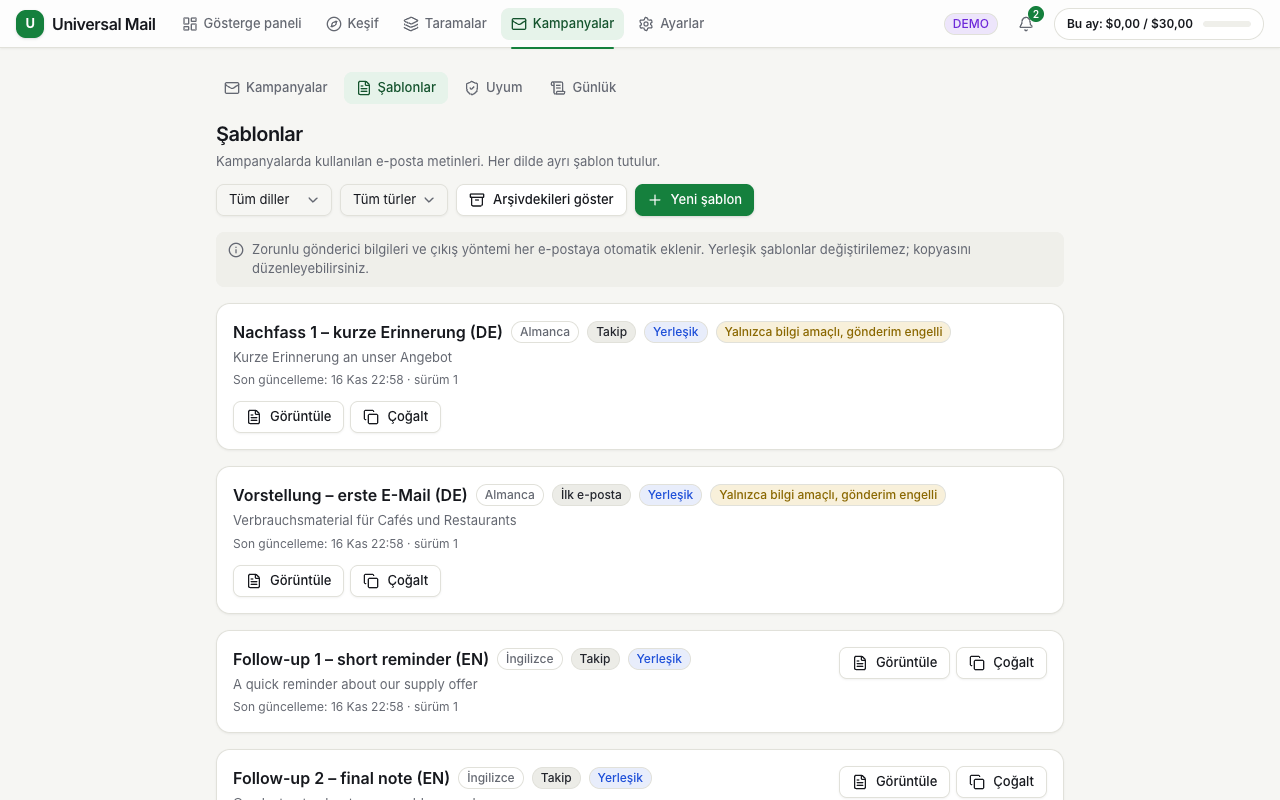 U Universal Mail Gösterge paneli Keşif Taramalar Kampanyalar Ayarlar DEMO 2 Bu ay: $0,00 / $30,00
Kampanyalar Şablonlar Uyum Günlük
Şablonlar
Kampanyalarda kullanılan e-posta metinleri. Her dilde ayrı şablon tutulur.
Tüm diller Tüm türler Arşivdekileri göster Yeni şablon
Zorunlu gönderici bilgileri ve çıkış yöntemi her e-postaya otomatik eklenir. Yerleşik şablonlar değiştirilemez; kopyasını
düzenleyebilirsiniz.
Nachfass 1 – kurze Erinnerung (DE) Almanca Takip Yerleşik Yalnızca bilgi amaçlı, gönderim engelli
Kurze Erinnerung an unser Angebot
Son güncelleme: 16 Kas 22:58 · sürüm 1
Görüntüle Çoğalt
Vorstellung – erste E-Mail (DE) Almanca İlk e-posta Yerleşik Yalnızca bilgi amaçlı, gönderim engelli
Verbrauchsmaterial für Cafés und Restaurants
Son güncelleme: 16 Kas 22:58 · sürüm 1
Görüntüle Çoğalt
Follow-up 1 – short reminder (EN) İngilizce Takip Yerleşik Görüntüle Çoğalt
A quick reminder about our supply offer
Son güncelleme: 16 Kas 22:58 · sürüm 1
Follow-up 2 – final note (EN) İngilizce Takip Yerleşik Görüntüle Çoğalt